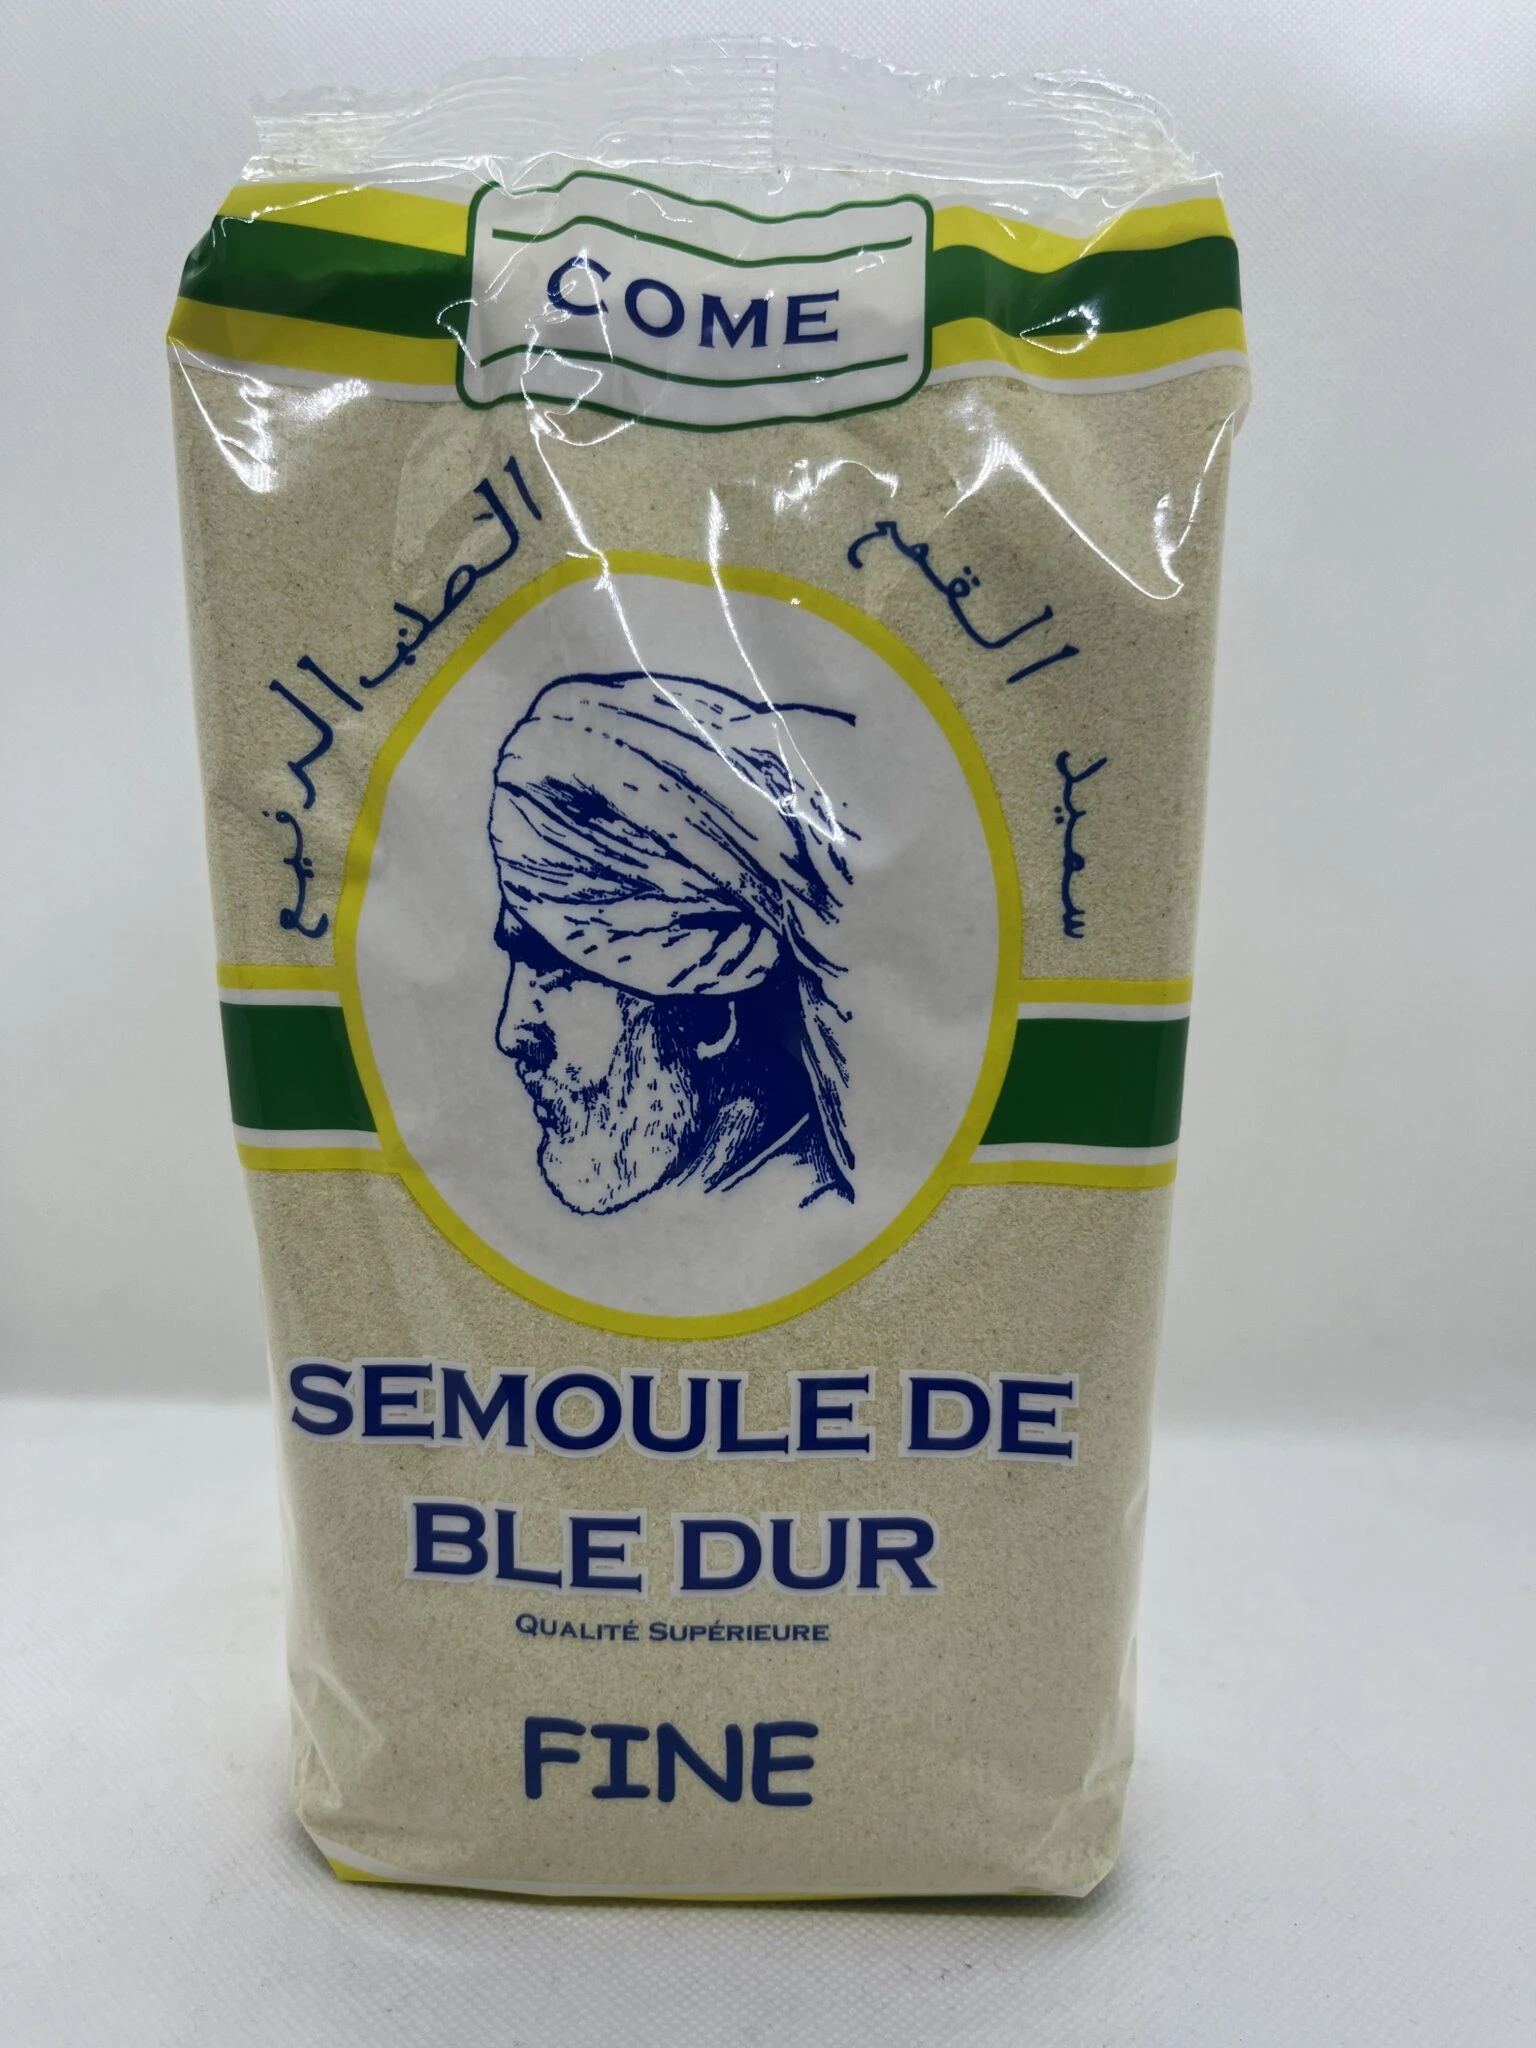 COME
سميد القمح
الصلب الرفيع
SEMOULE DE
BLE DUR
QUALITÉ SUPÉRIEURE
FINE